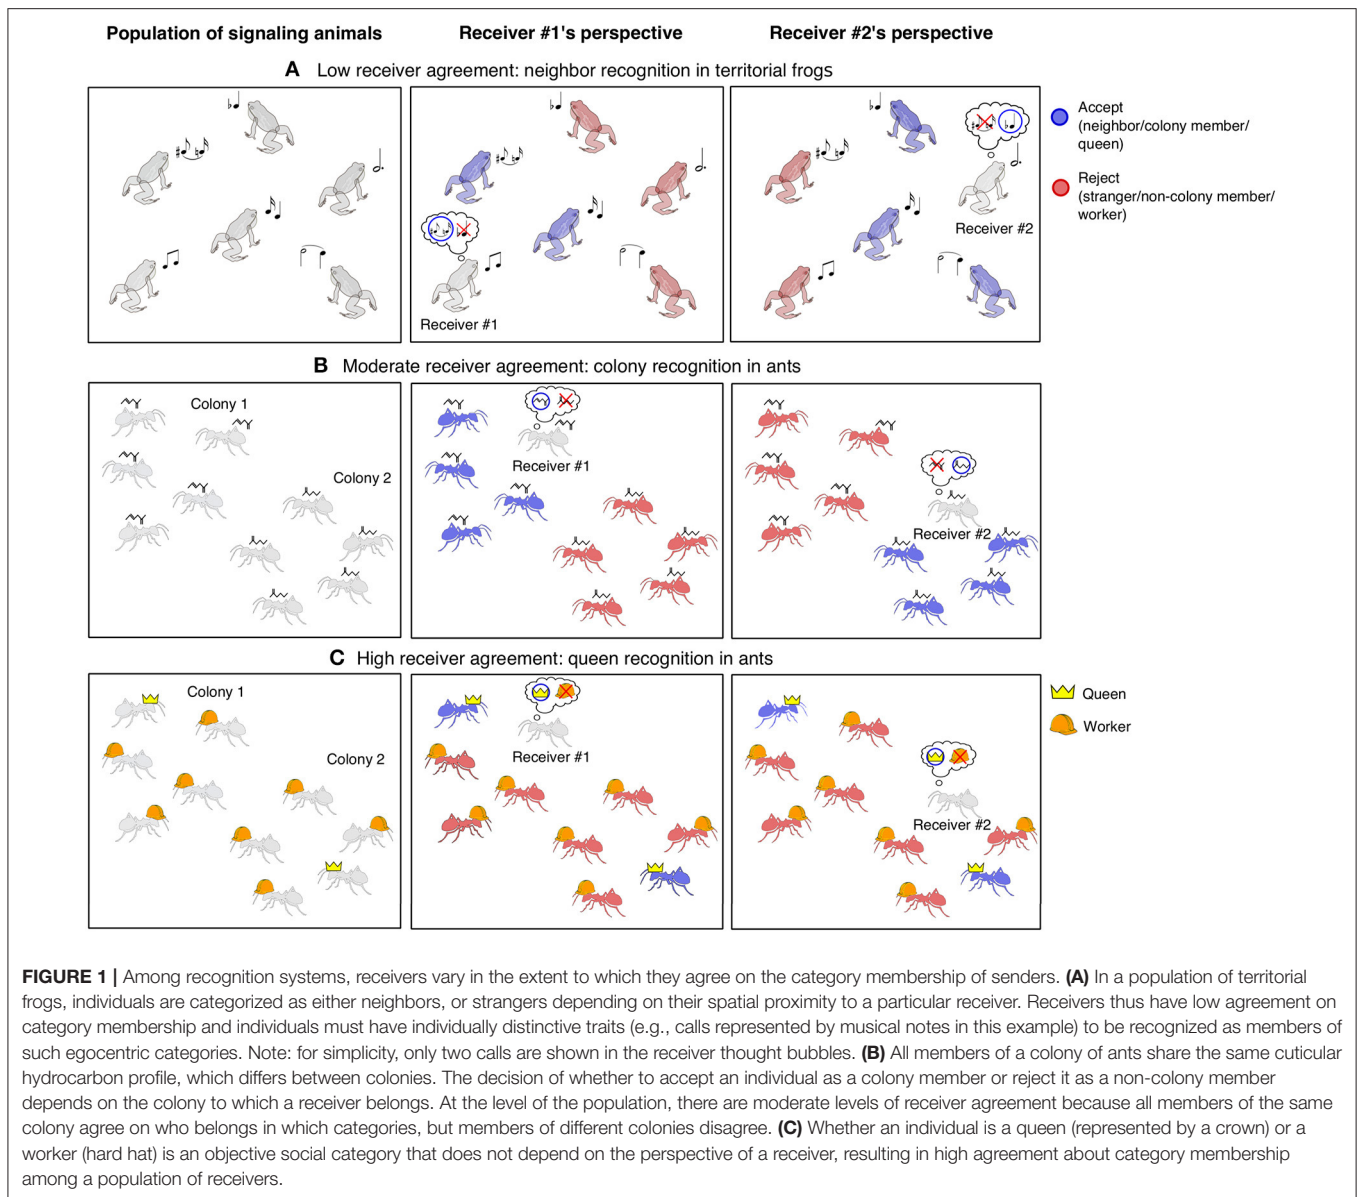 Population of signaling animals
Receiver #1's perspective
Receiver #2's perspective
A Low receiver agreement: neighbor recognition in territorial frogs
Receiver #1
Receiver #2
Accept
(neighbor/colony member/
queen)
Reject
(stranger/non-colony member/
worker)
B Moderate receiver agreement: colony recognition in ants
Colony 1
Colony 2
Receiver #1
Receiver #2
C High receiver agreement: queen recognition in ants
Colony 1
Colony 2
Receiver #1
Receiver #2
Queen
Worker
FIGURE 1 | Among recognition systems, receivers vary in the extent to which they agree on the category membership of senders. (A) In a population of territorial
frogs, individuals are categorized as either neighbors, or strangers depending on their spatial proximity to a particular receiver. Receivers thus have low agreement on
category membership and individuals must have individually distinctive traits (e.g., calls represented by musical notes in this example) to be recognized as members of
such egocentric categories. Note: for simplicity, only two calls are shown in the receiver thought bubbles. (B) All members of a colony of ants share the same cuticular
hydrocarbon profile, which differs between colonies. The decision of whether to accept an individual as a colony member or reject it as a non-colony member
depends on the colony to which a receiver belongs. At the level of the population, there are moderate levels of receiver agreement because all members of the same
colony agree on who belongs in which categories, but members of different colonies disagree. (C) Whether an individual is a queen (represented by a crown) or a
worker (hard hat) is an objective social category that does not depend on the perspective of a receiver, resulting in high agreement about category membership
among a population of receivers.